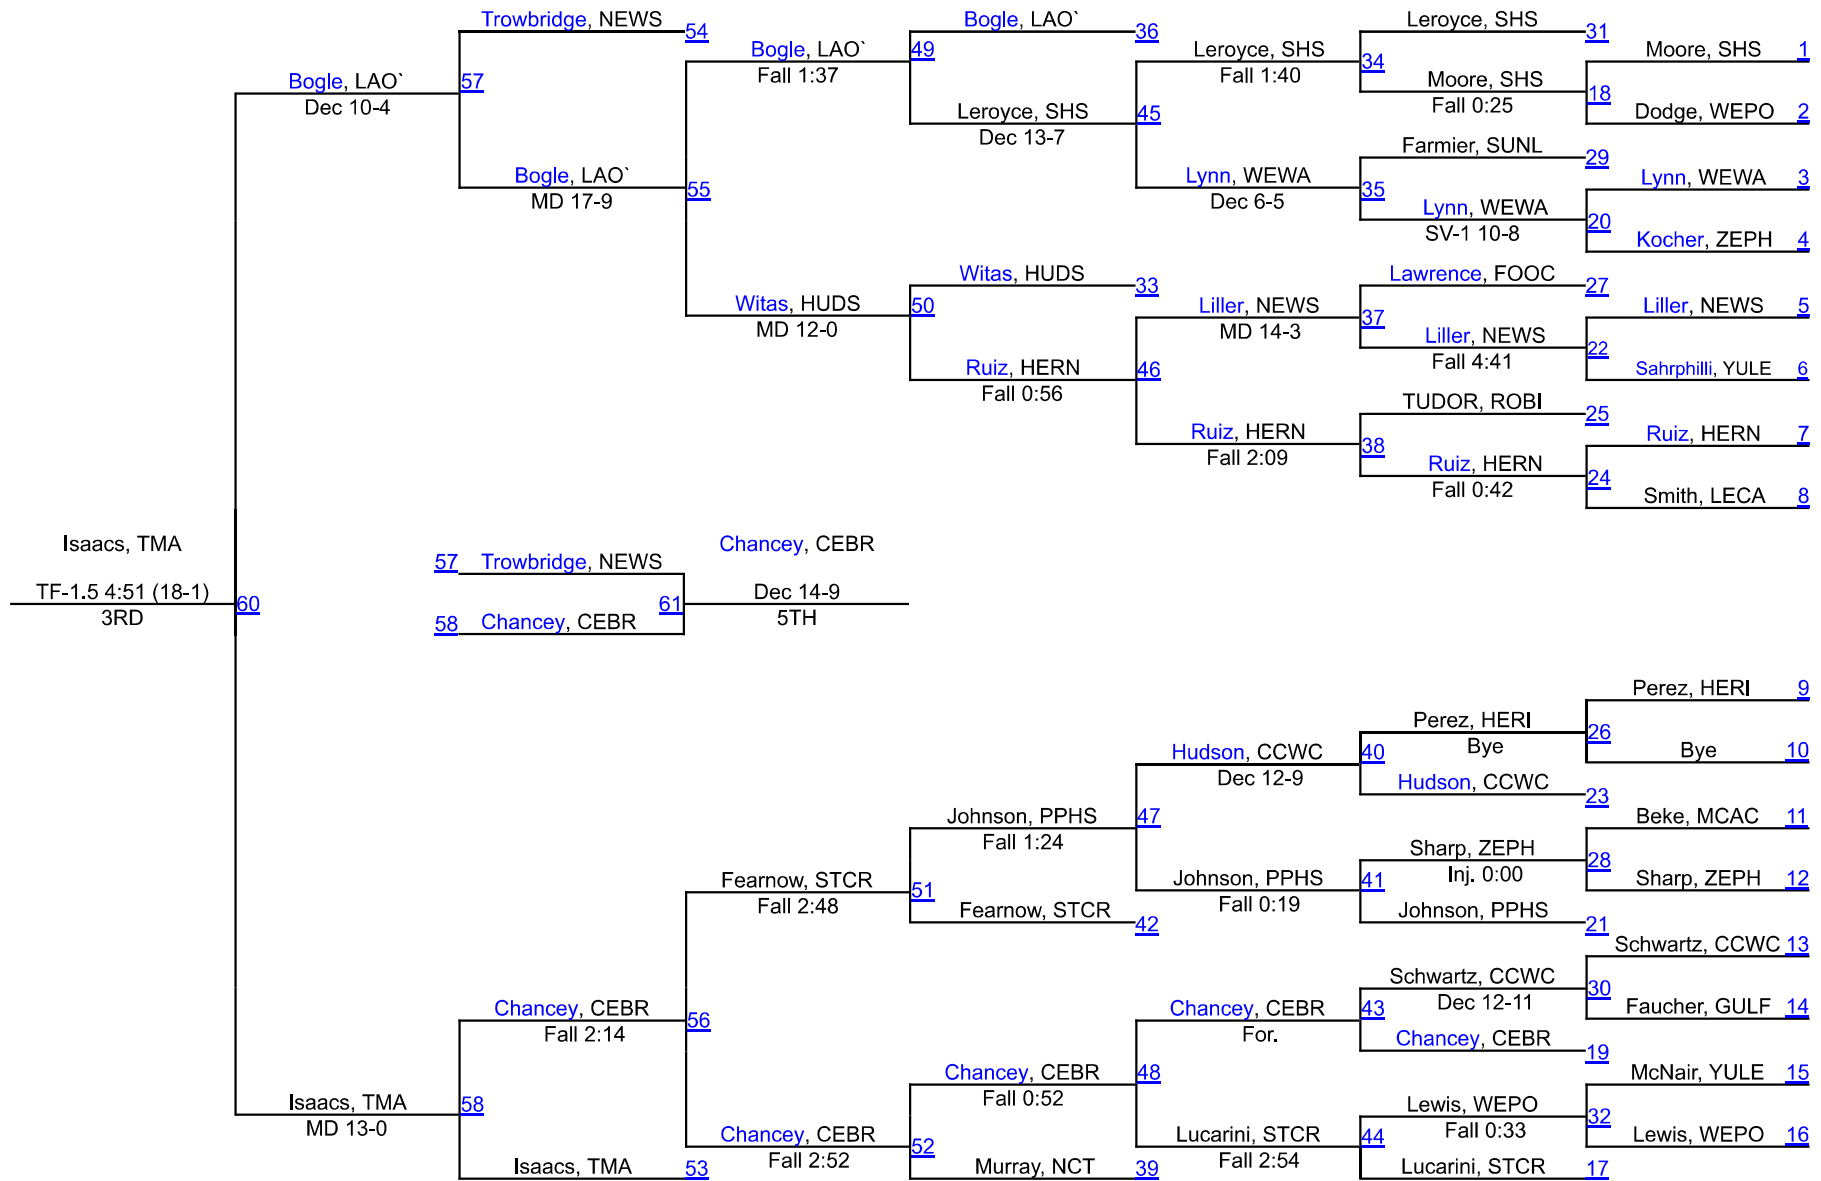 Trowbridge, NEWS
54
Bogle, LAO`
36
Leroyce, SHS
31
Bogle, LAO`
Fall 1:37
49
Leroyce, SHS
Fall 1:40
34
Moore, SHS
1
Bogle, LAO`
Dec 10-4
57
Moore, SHS
Fall 0:25
18
Leroyce, SHS
Dec 13-7
45
Dodge, WEPO
2
Farmier, SUNL
29
Bogle, LAO`
MD 17-9
55
Lynn, WEWA
Dec 6-5
35
Lynn, WEWA
3
Lynn, WEWA
SV-1 10-8
20
Kocher, ZEPH
4
Witas, HUDS
33
Lawrence, FOOC
27
Witas, HUDS
MD 12-0
50
Liller, NEWS
MD 14-3
37
Liller, NEWS
5
Liller, NEWS
Fall 4:41
22
Ruiz, HERN
Fall 0:56
46
Sahrphilli, YULE
6
TUDOR, ROBI
25
Ruiz, HERN
Fall 2:09
38
Ruiz, HERN
7
Ruiz, HERN
Fall 0:42
24
Smith, LECA
8
Isaacs, TMA
TF-1.5 4:51 (18-1)
3RD
60
57
Trowbridge, NEWS
58
Chancey, CEBR
61
Chancey, CEBR
Dec 14-9
5TH
Perez, HERI
9
Perez, HERI
Bye
26
Bye
10
Hudson, CCWC
Dec 12-9
40
Hudson, CCWC
23
Johnson, PPHS
Fall 1:24
47
Beke, MCAC
11
Sharp, ZEPH
Inj. 0:00
28
Fearnow, STCR
Fall 2:48
51
Johnson, PPHS
Fall 0:19
41
Sharp, ZEPH
12
Fearnow, STCR
42
Johnson, PPHS
21
Schwartz, CCWC
13
Schwartz, CCWC
Dec 12-11
30
Chancey, CEBR
Fall 2:14
56
Chancey, CEBR
For.
43
Faucher, GULF
14
Chancey, CEBR
19
Chancey, CEBR
Fall 0:52
48
McNair, YULE
15
Isaacs, TMA
MD 13-0
58
Lewis, WEPO
Fall 0:33
32
Chancey, CEBR
Fall 2:52
52
Lucarini, STCR
Fall 2:54
44
Lewis, WEPO
16
Isaacs, TMA
53
Murray, NCT
39
Lucarini, STCR
17